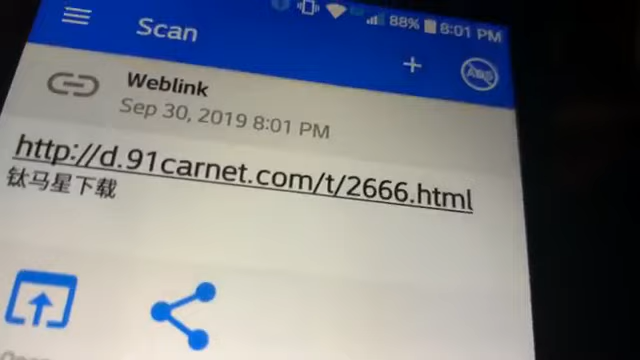 88% 8:01 PM
Scan
+
ADS
Weblink
Sep 30, 2019 8:01 PM
http://d.91carnet.com/t/2666.html
钛马星下载